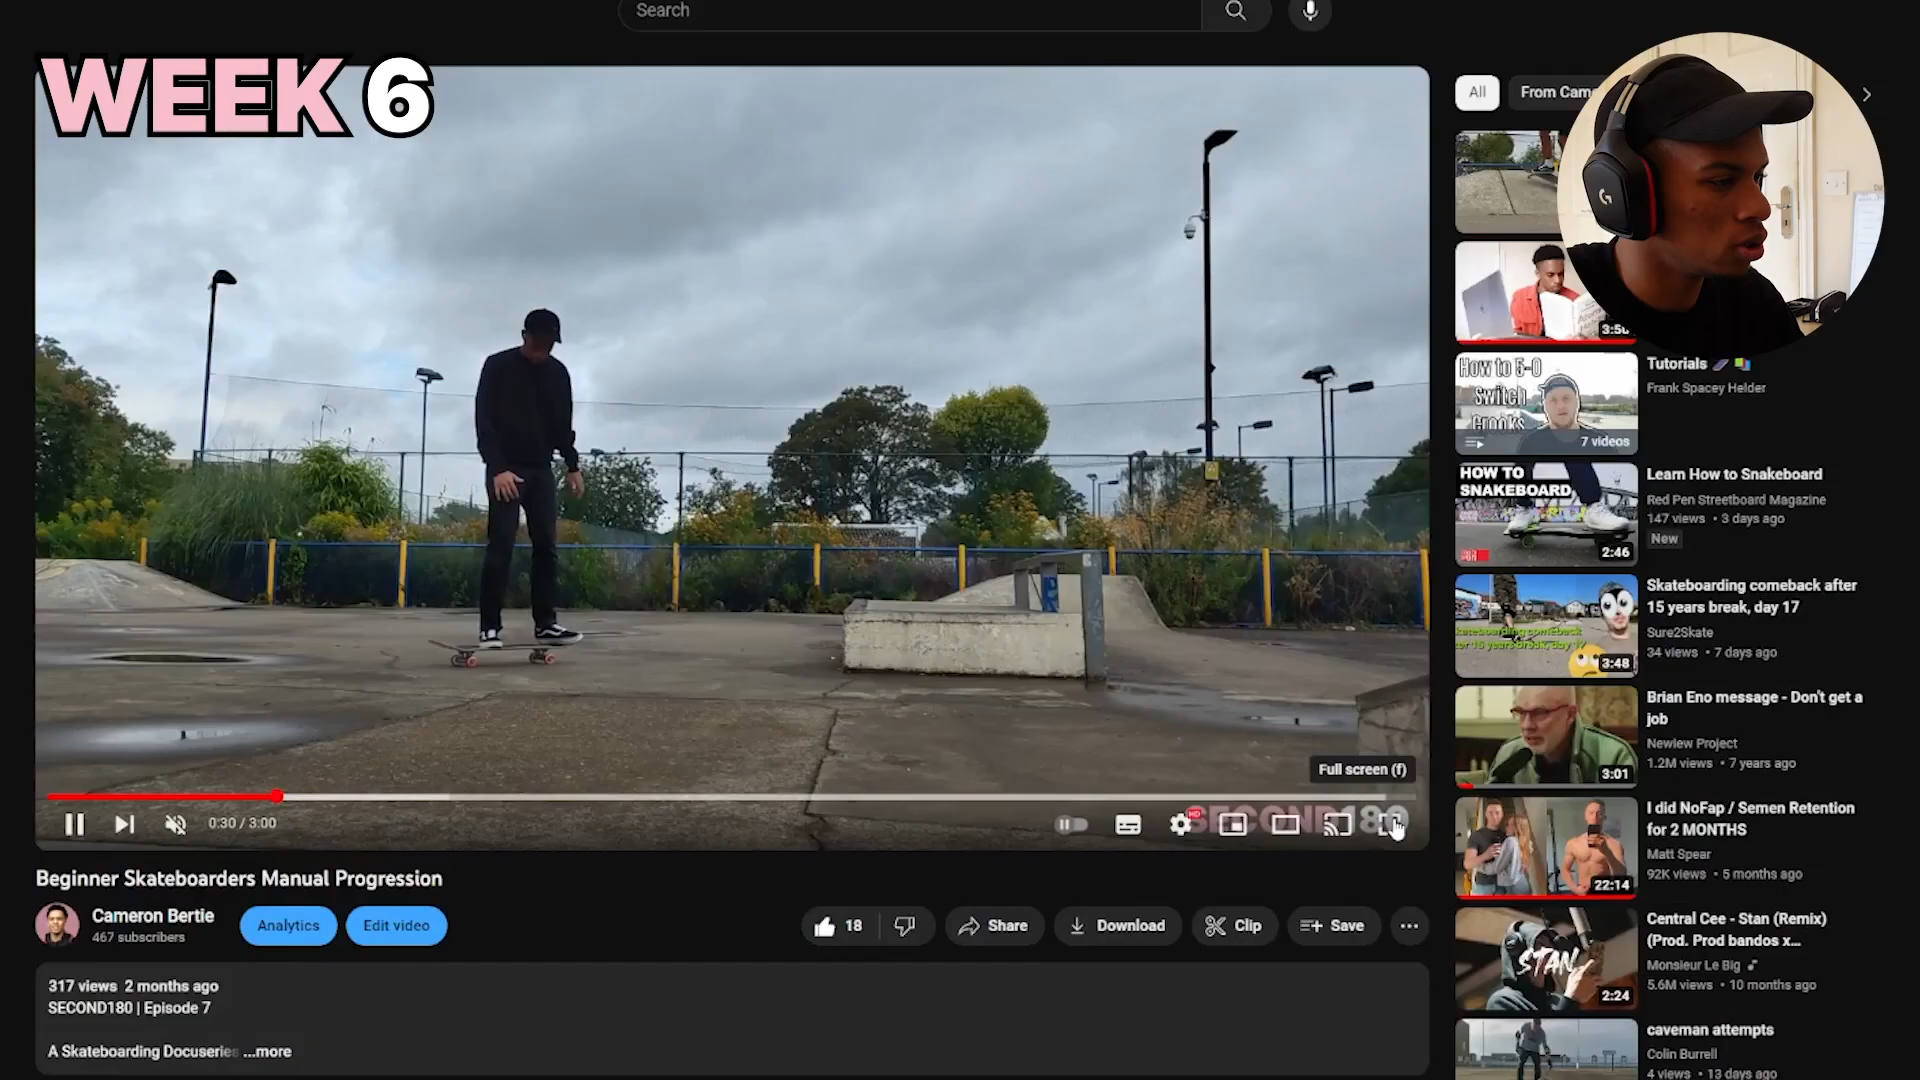 Search
WEEK 6
All
From Came
3:50
How to 5-0
Switch
Crooks
7 videos
Tutorials
Frank Spacey Helder
HOW TO
SNAKEBOARD
2:46
Learn How to Snakeboard
Red Pen Streetboard Magazine
147 views • 3 days ago
New
3:48
Skateboarding comeback after
15 years break, day 17
Sure2Skate
34 views • 7 days ago
3:01
Brian Eno message - Don't get a
job
Newiew Project
1.2M views • 7 years ago
22:14
I did NoFap / Semen Retention
for 2 MONTHS
Matt Spear
92K views • 5 months ago
STAN
2:24
Central Cee - Stan (Remix)
(Prod. Prod bandos x...
Monsieur Le Big
5.6M views • 10 months ago
caveman attempts
Colin Burrell
4 views • 13 days ago
Full screen (f)
SECOND180
0:30 / 3:00
HD
Beginner Skateboarders Manual Progression
Cameron Bertie
467 subscribers
Analytics
Edit video
18
Share
Download
Clip
Save
317 views 2 months ago
SECOND180 | Episode 7
A Skateboarding Docuseries ...more